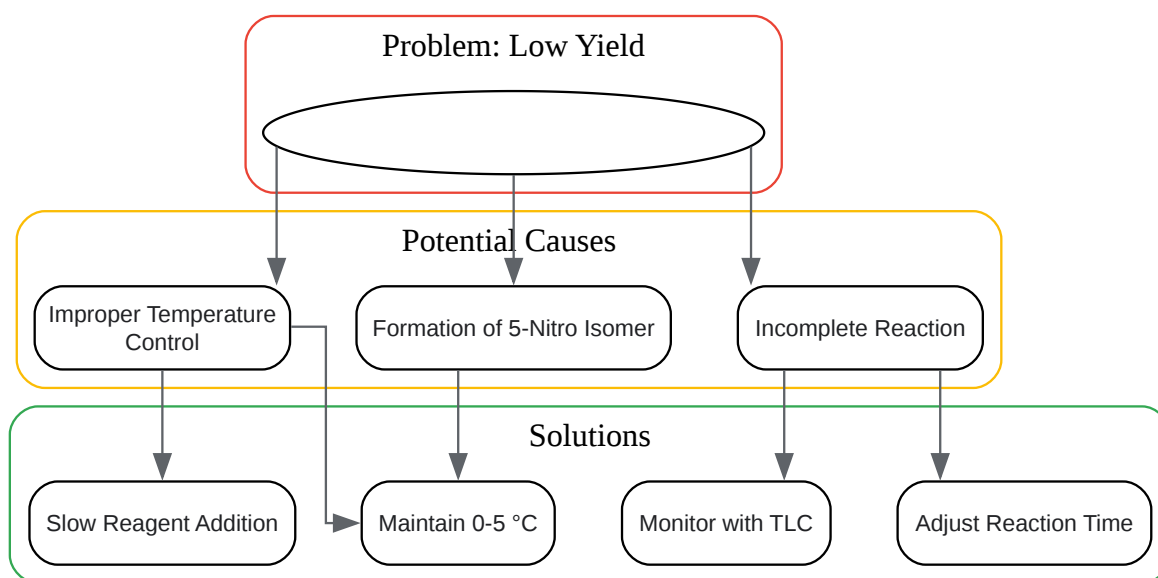 Problem: Low Yield
Potential Causes
Improper Temperature
Control
Formation of 5-Nitro Isomer
Incomplete Reaction
Solutions
Slow Reagent Addition
Maintain 0-5 °C
Monitor with TLC
Adjust Reaction Time